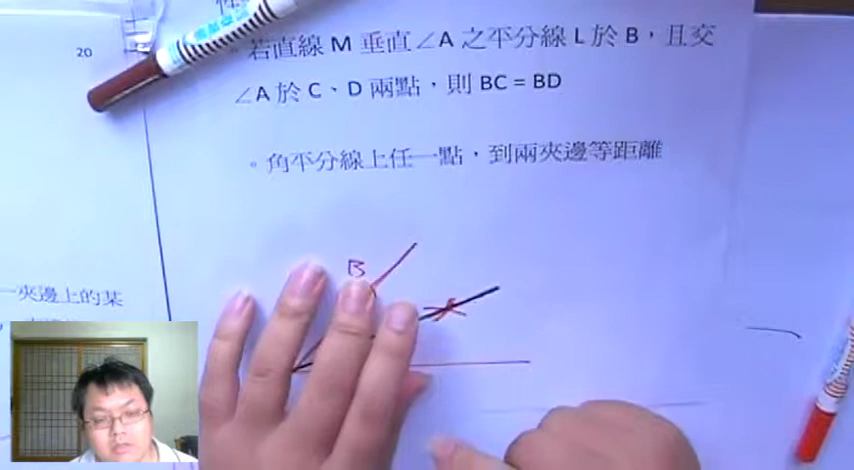 20
若直線 M 垂直∠A 之平分線 L 於 B，且交
∠A 於 C、D 兩點，則 BC = BD
。角平分線上任一點，到兩夾邊等距離
一夾邊上的某
B